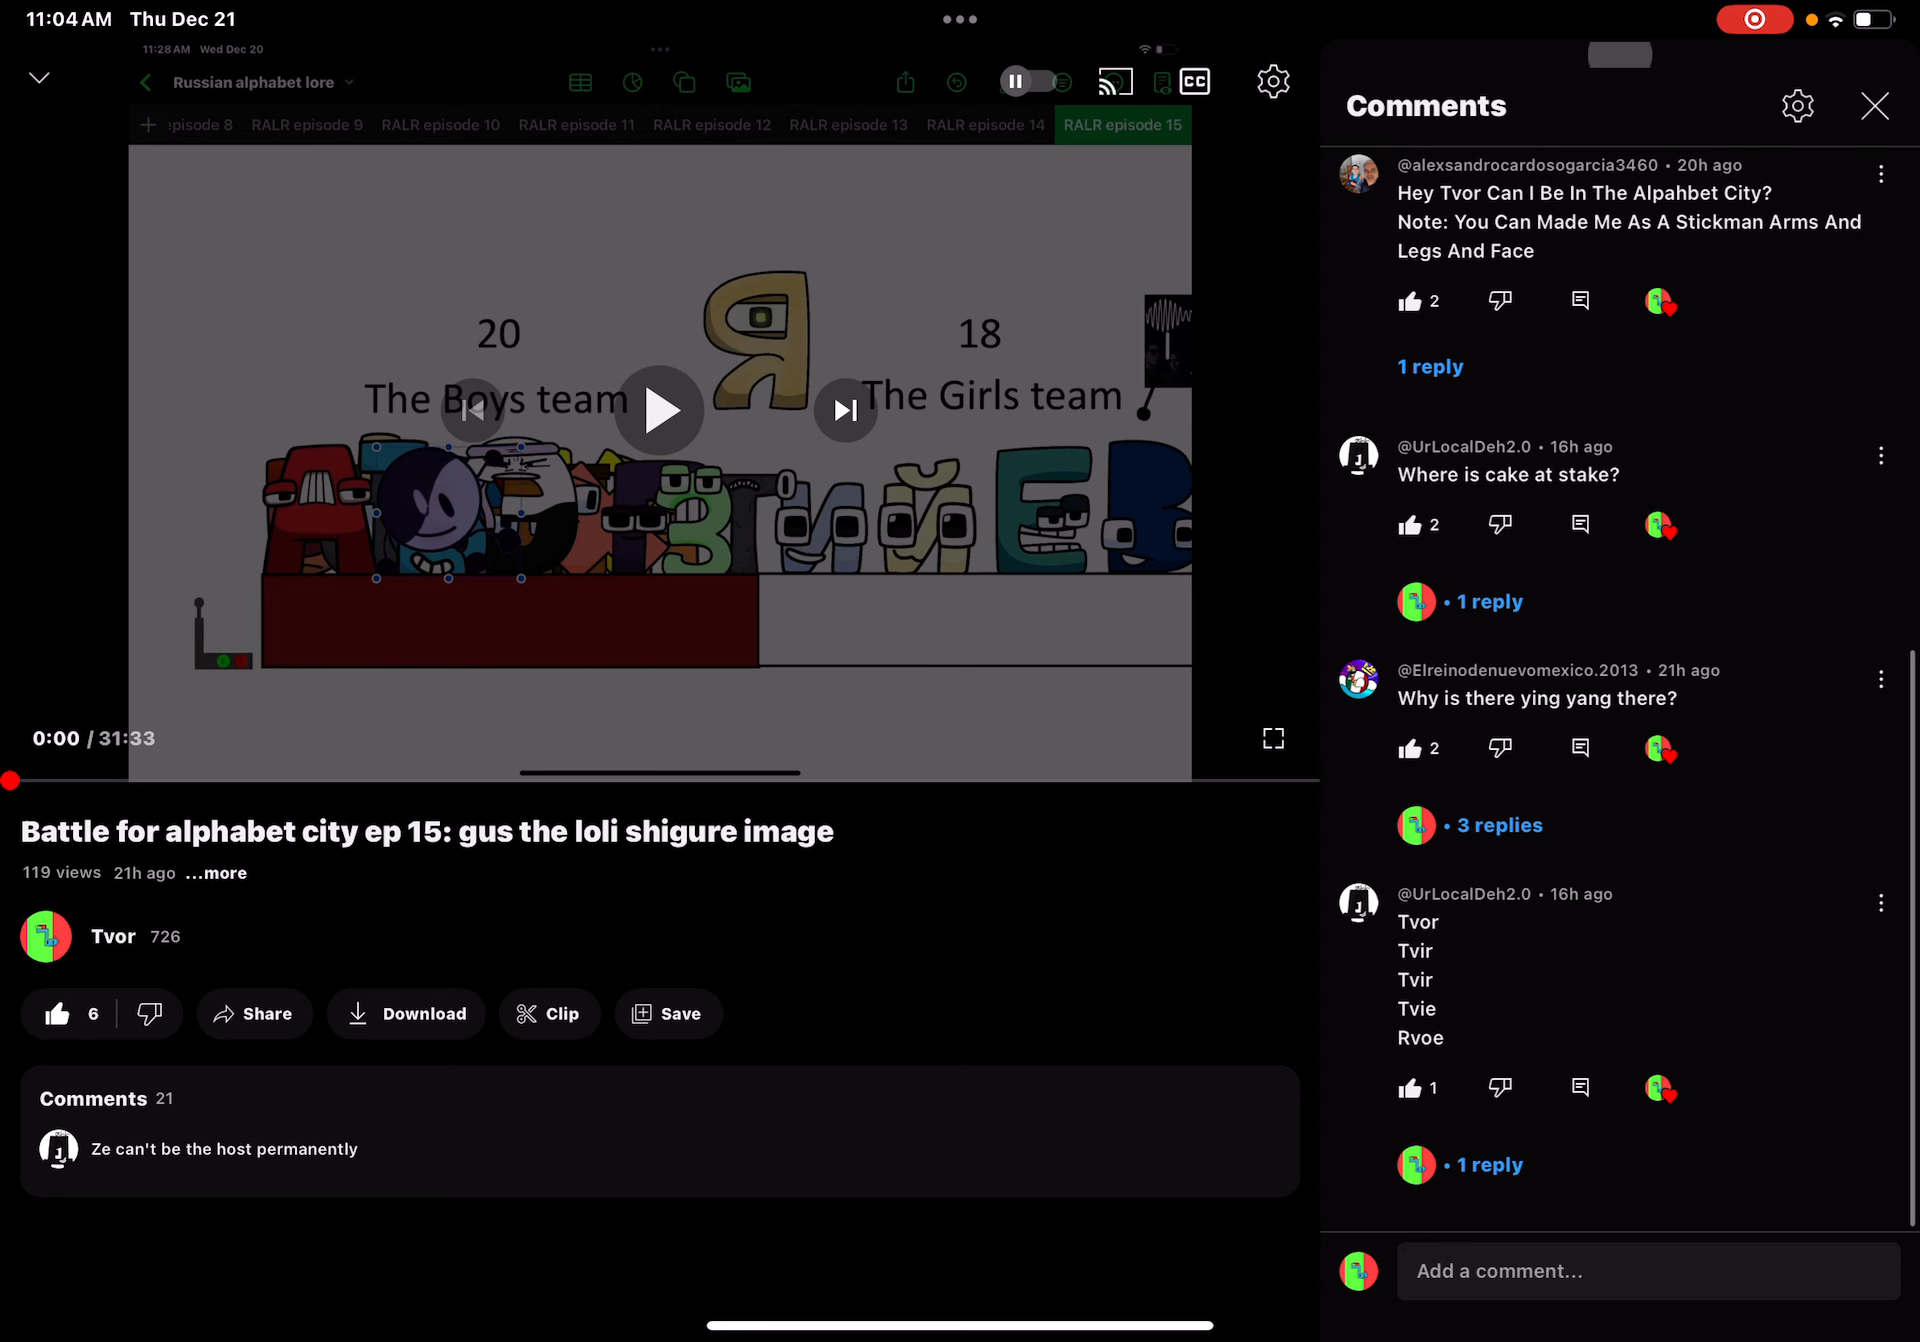 11:04 AM Thu Dec 21
11:28 AM Wed Dec 20
Russian alphabet lore
CC
episode 8 RALR episode 9 RALR episode 10 RALR episode 11 RALR episode 12 RALR episode 13 RALR episode 14 RALR episode 15
20
The Boys team
Я
18
The Girls team
0:00 / 31:33
Battle for alphabet city ep 15: gus the loli shigure image
119 views 21h ago ...more
Tvor 726
6
Share
Download
Clip
Save
Comments 21
Ze can't be the host permanently
Comments
@alexsandrocardosogarcia3460 • 20h ago
Hey Tvor Can I Be In The Alpahbet City?
Note: You Can Made Me As A Stickman Arms And
Legs And Face
2
1 reply
@UrLocalDeh2.0 • 16h ago
Where is cake at stake?
2
• 1 reply
@Elreinodenuevomexico.2013 • 21h ago
Why is there ying yang there?
2
• 3 replies
@UrLocalDeh2.0 • 16h ago
Tvor
Tvir
Tvir
Tvie
Rvoe
1
• 1 reply
Add a comment...